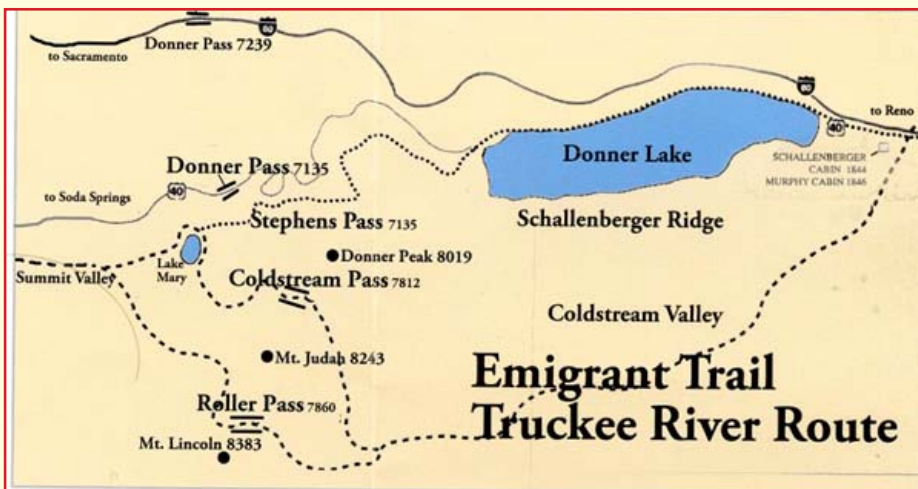 80
Donner Pass 7239
to Sacramento
80
to Reno
40
Donner Lake
SCHALLENBERGER
CABIN 1844
MURPHY CABIN 1846
Donner Pass 7135
40
to Soda Springs
Schallenberger Ridge
Stephens Pass 7135
Donner Peak 8019
Lake
Mary
Summit Valley
Coldstream Pass 7812
Coldstream Valley
Mt. Judah 8243
Emigrant Trail
Truckee River Route
Roller Pass 7860
Mt. Lincoln 8383